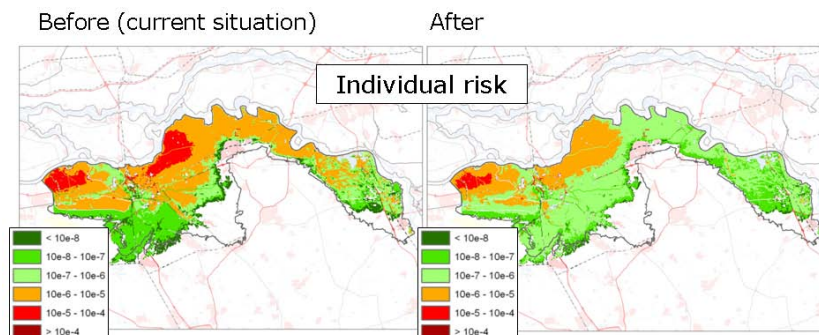 Before (current situation)
After
Individual risk
< 10e-8
10e-8 - 10e-7
10e-7 - 10e-6
10e-6 - 10e-5
10e-5 - 10e-4
> 10e-4
< 10e-8
10e-8 - 10e-7
10e-7 - 10e-6
10e-6 - 10e-5
10e-5 - 10e-4
> 10e-4